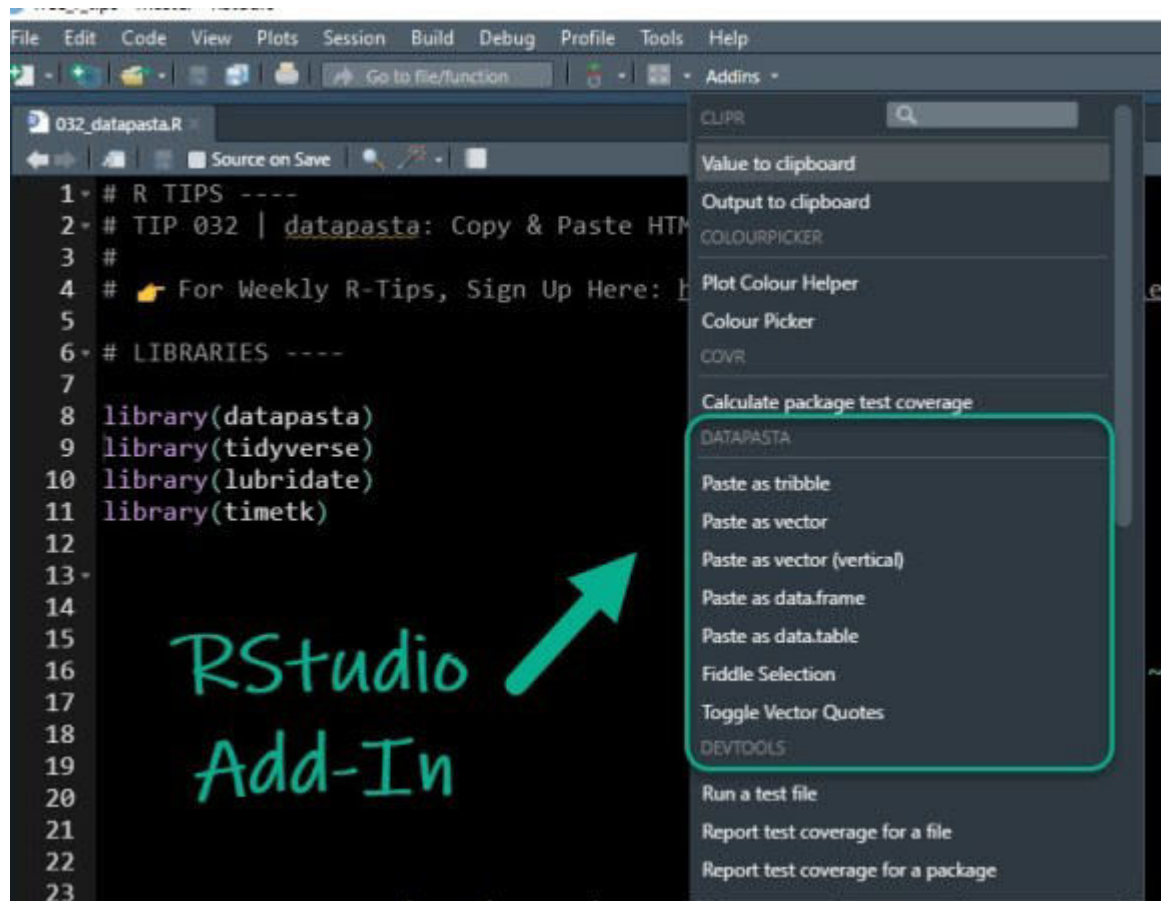 File Edit Code View Plots Session Build Debug Profile Tools Help
Go to file/function Addins
032_datapasta.R
Source on Save
1 # R TIPS ----
2 # TIP 032 | datapasta: Copy & Paste HTM
3 #
4 # 👉 For Weekly R-Tips, Sign Up Here: h
5
6 # LIBRARIES ----
7
8 library(datapasta)
9 library(tidyverse)
10 library(lubridate)
11 library(timetk)
12
13
14
15
16
17
18
19
20
21
22
23
RStudio
Add-In
CLIPR
Value to clipboard
Output to clipboard
COLOURPICKER
Plot Colour Helper
Colour Picker
COVR
Calculate package test coverage
DATAPASTA
Paste as tribble
Paste as vector
Paste as vector (vertical)
Paste as data.frame
Paste as data.table
Fiddle Selection
Toggle Vector Quotes
DEVTOOLS
Run a test file
Report test coverage for a file
Report test coverage for a package